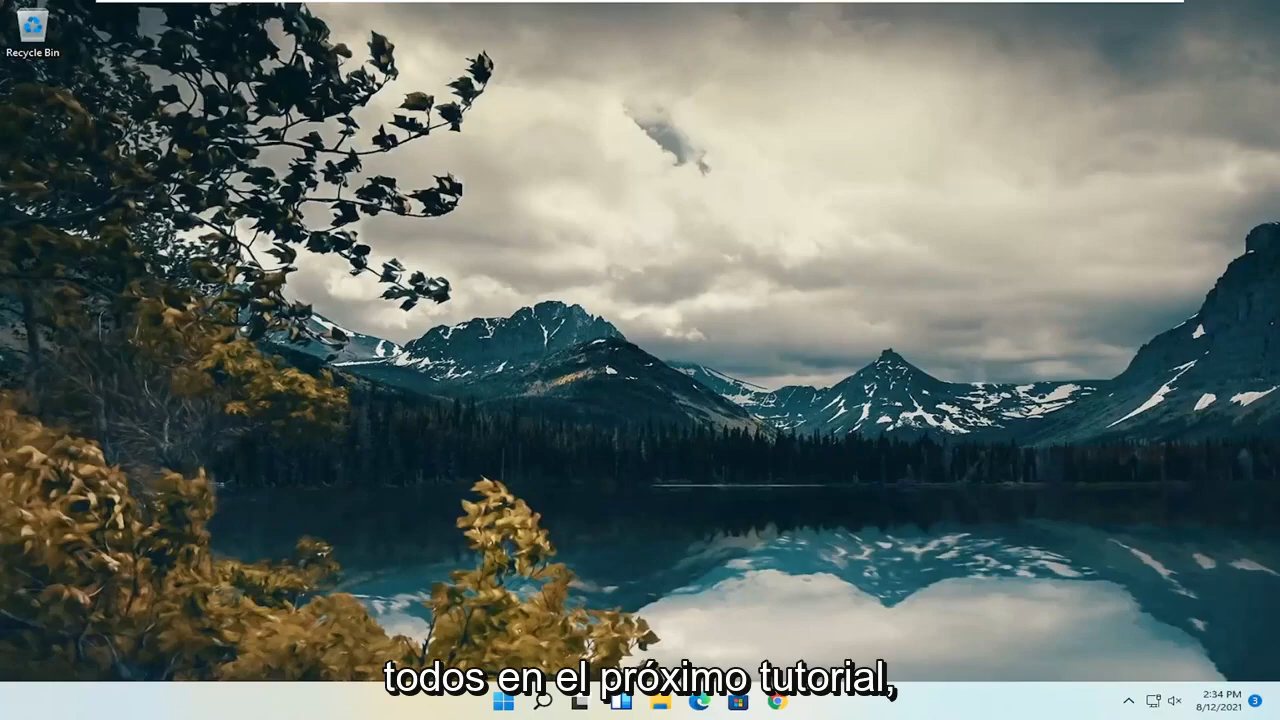 Recycle Bin
todos en el próximo tutorial,
2:34 PM
8/12/2021
3